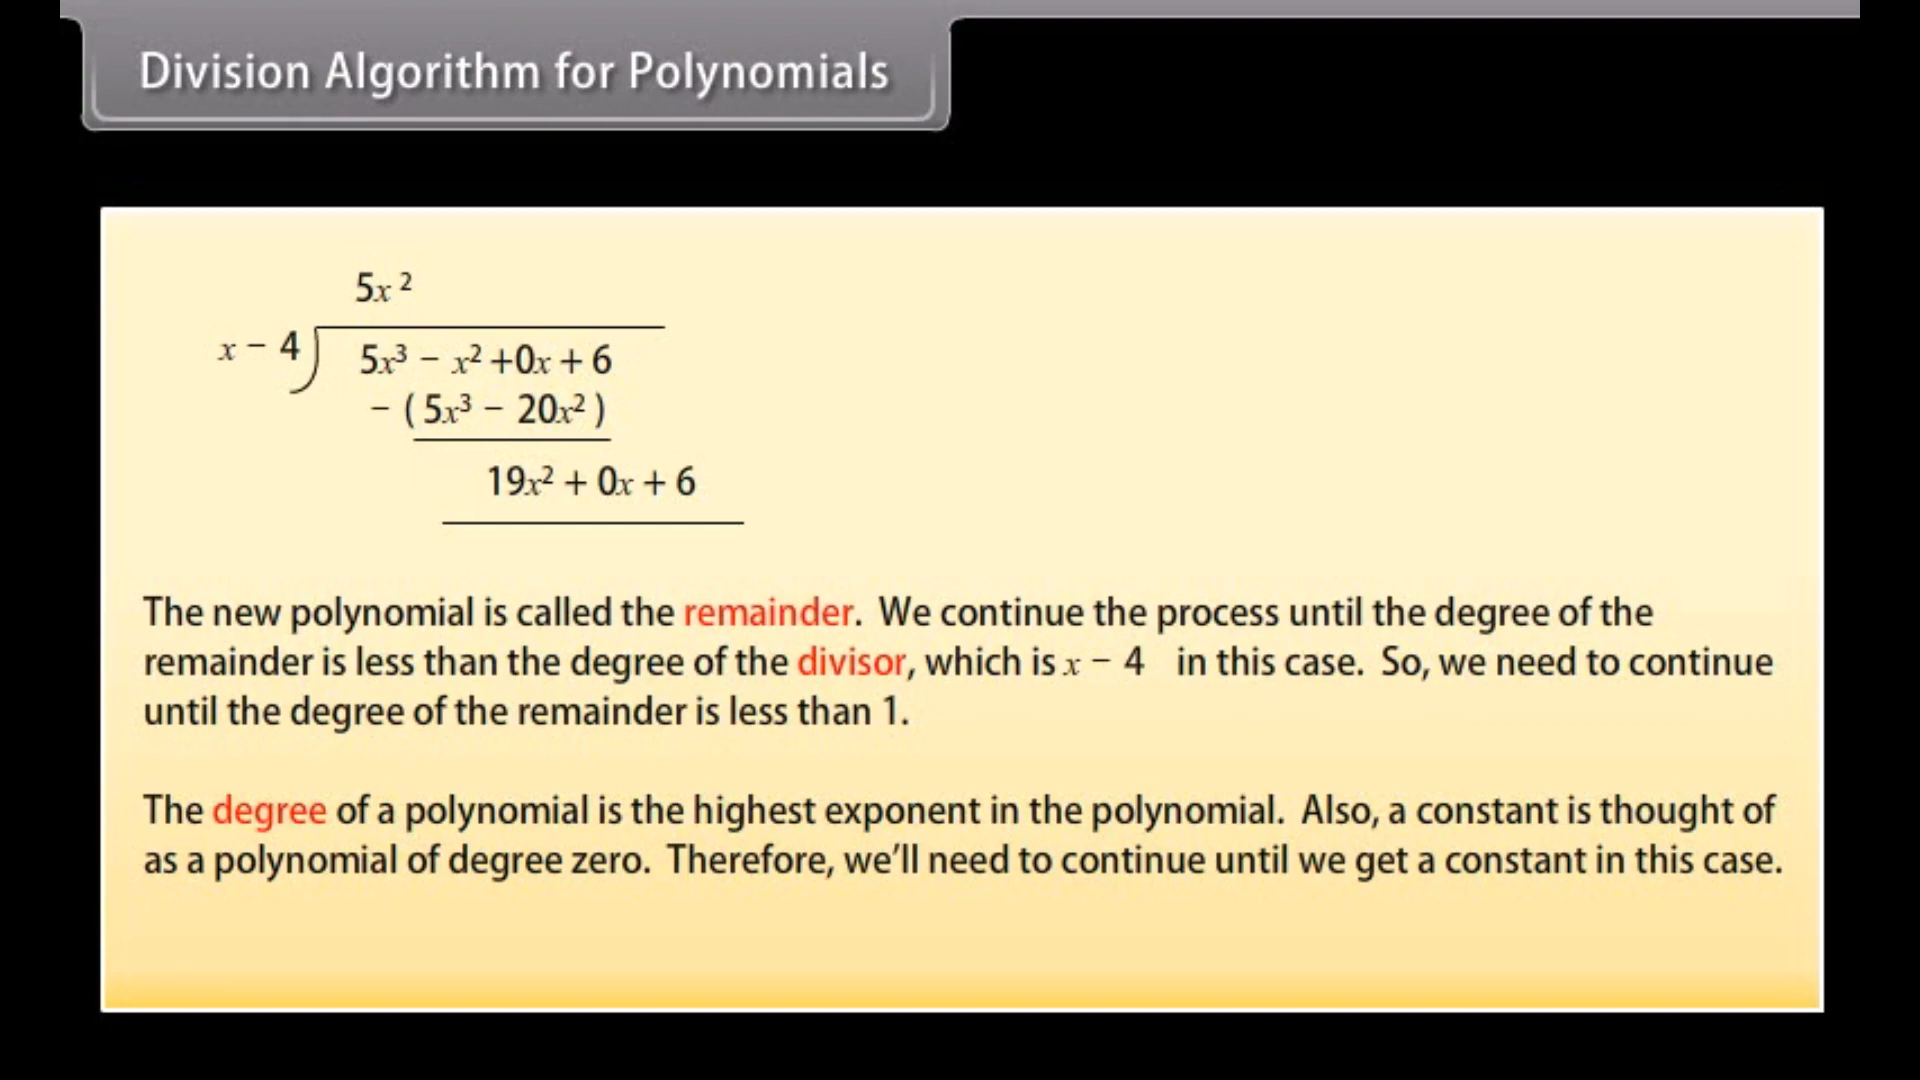 Division Algorithm for Polynomials
5x²
x − 4 ) 5x³ − x² +0x + 6
− ( 5x³ − 20x² )
19x² + 0x + 6
The new polynomial is called the remainder. We continue the process until the degree of the
remainder is less than the degree of the divisor, which is x − 4 in this case. So, we need to continue
until the degree of the remainder is less than 1.
The degree of a polynomial is the highest exponent in the polynomial. Also, a constant is thought of
as a polynomial of degree zero. Therefore, we’ll need to continue until we get a constant in this case.